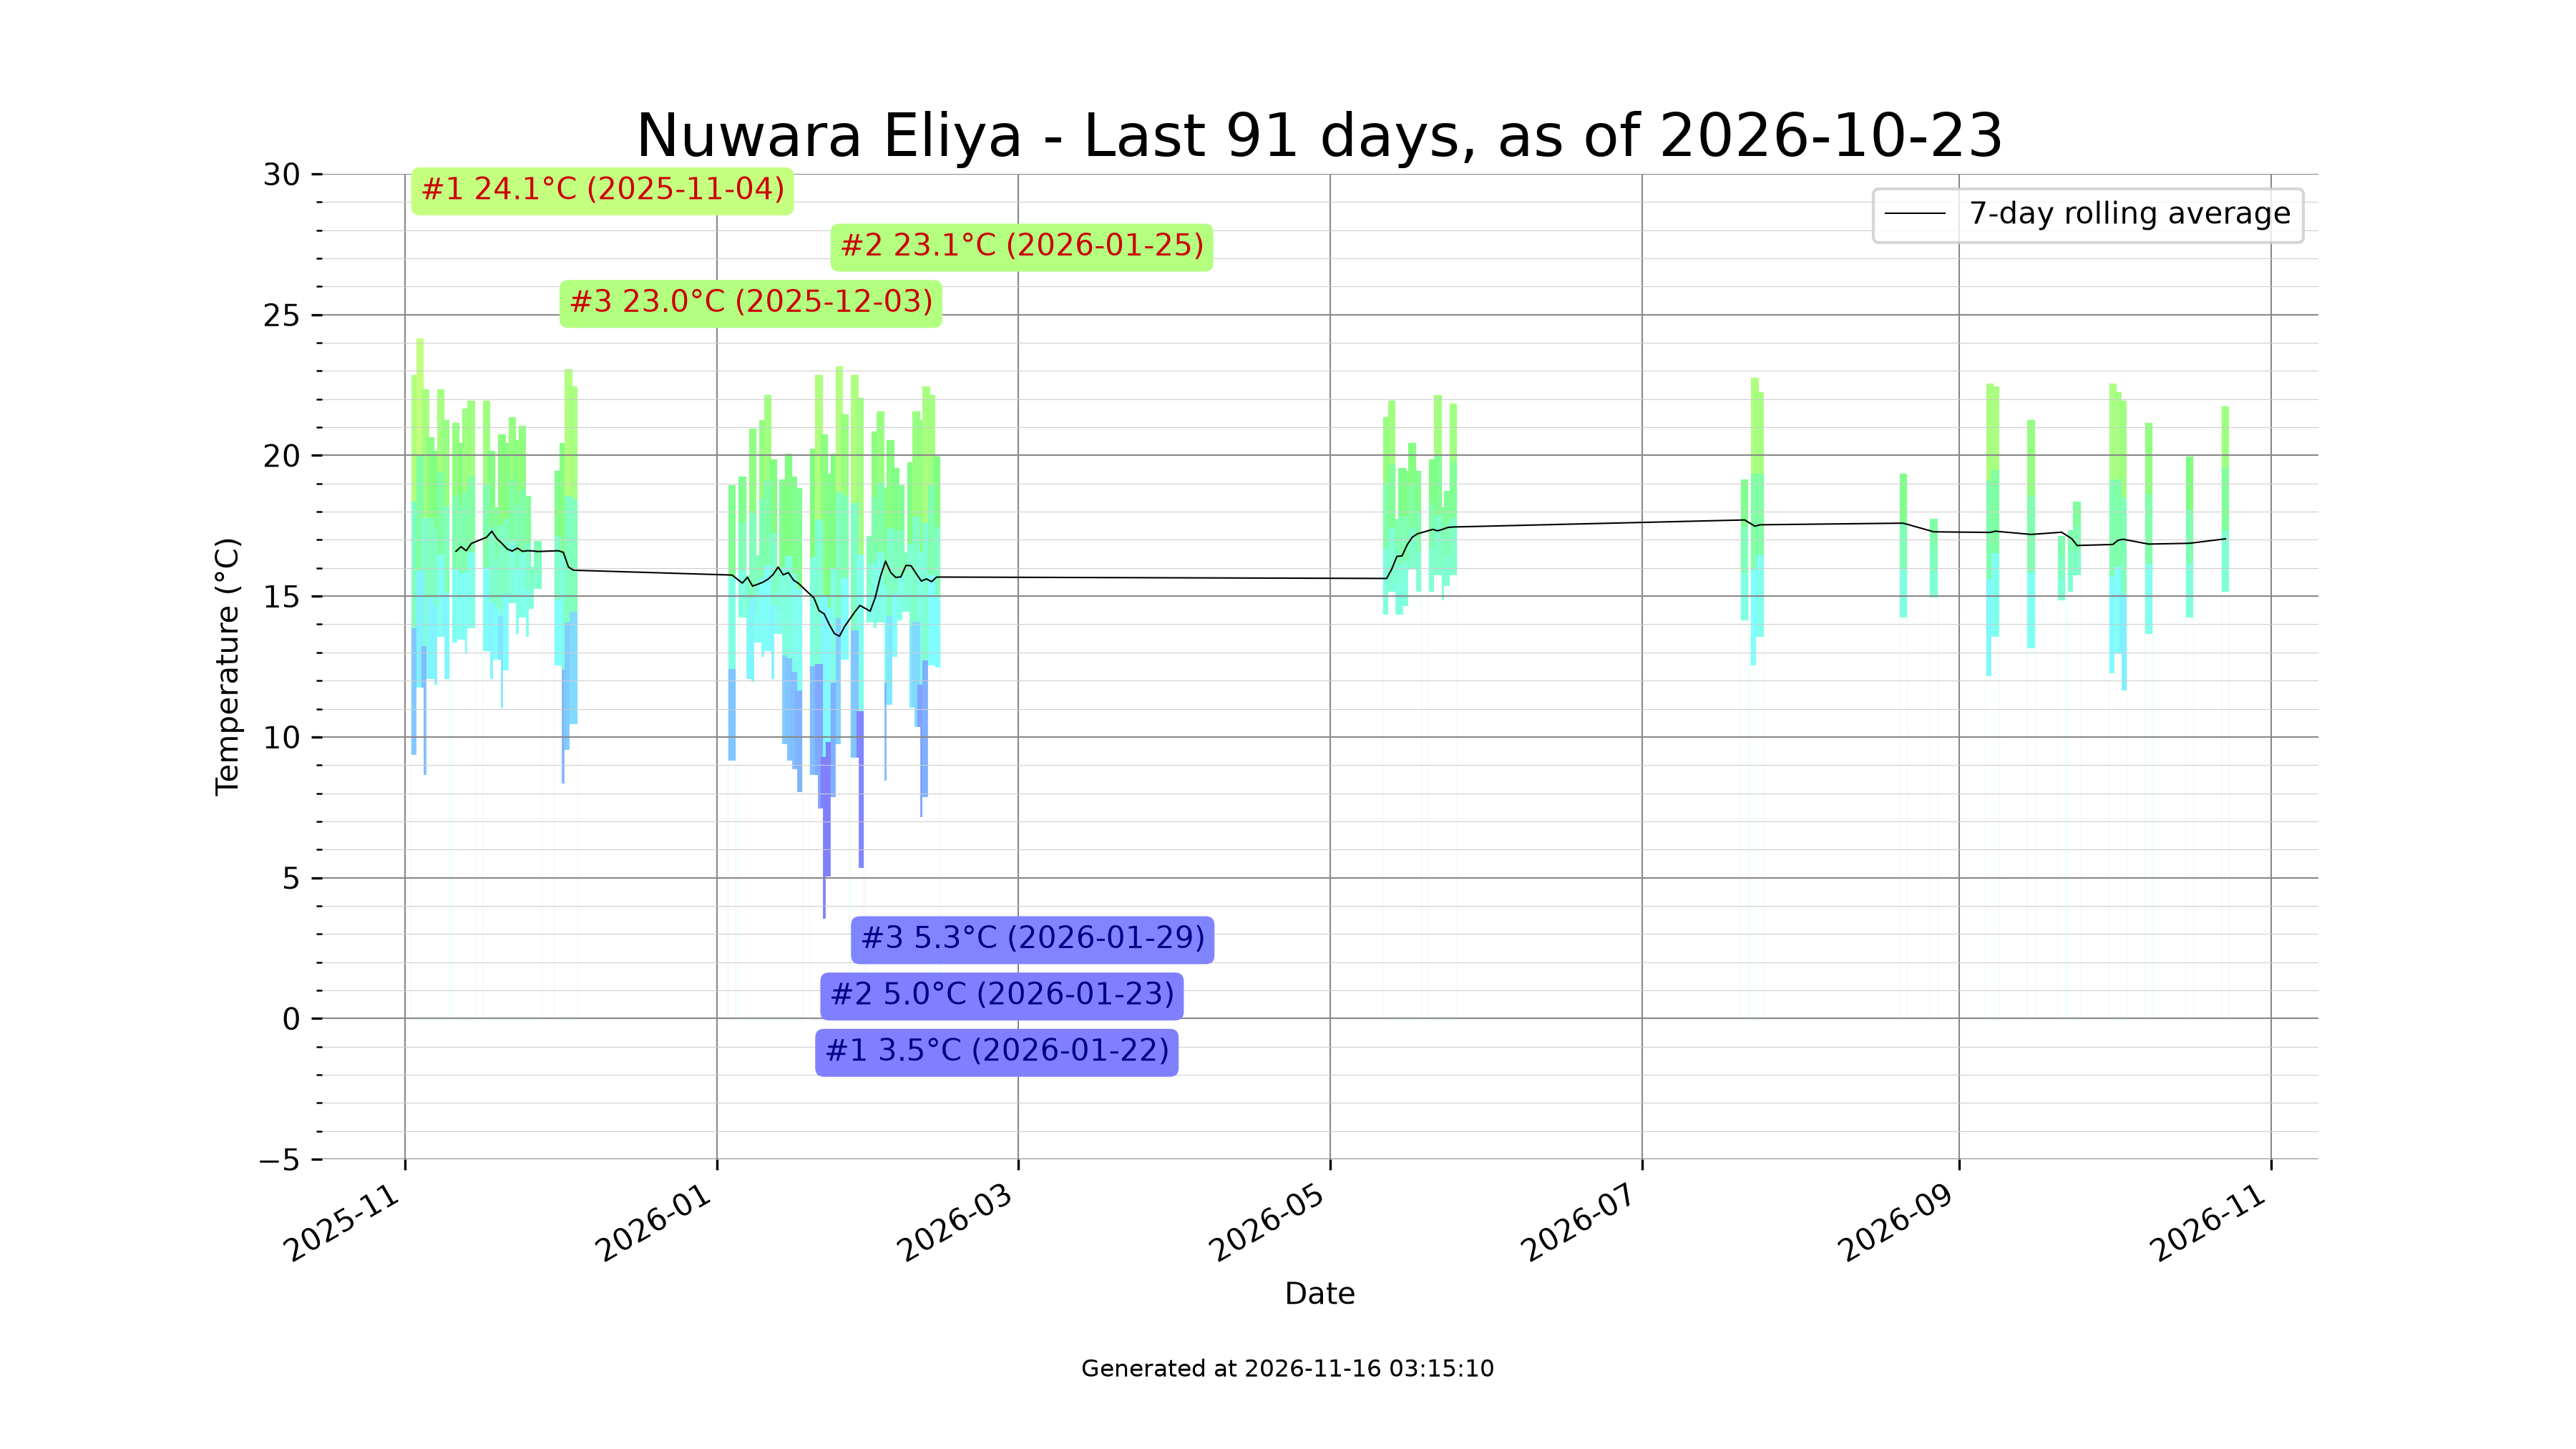 Nuwara Eliya - Last 91 days, as of 2026-10-23
#1 24.1°C (2025-11-04)
#2 23.1°C (2026-01-25)
#3 23.0°C (2025-12-03)
7-day rolling average
30
25
20
15
10
5
0
−5
Temperature (°C)
#3 5.3°C (2026-01-29)
#2 5.0°C (2026-01-23)
#1 3.5°C (2026-01-22)
2025-11
2026-01
2026-03
2026-05
2026-07
2026-09
2026-11
Date
Generated at 2026-11-16 03:15:10